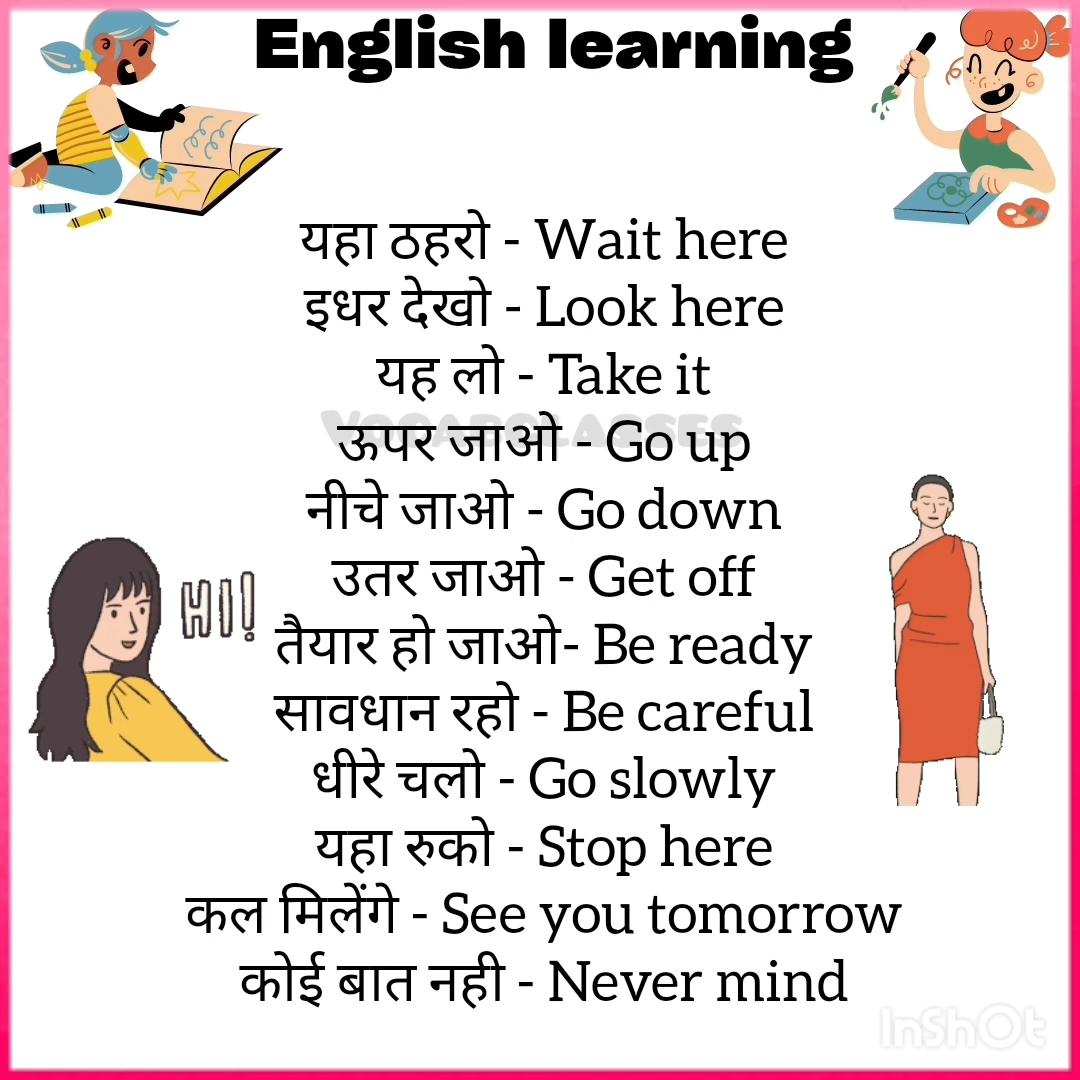 English learning
यहा ठहरो - Wait here
इधर देखो - Look here
यह लो - Take it
VOCABCLASSES
ऊपर जाओ - Go up
नीचे जाओ - Go down
उतर जाओ - Get off
HI!
तैयार हो जाओ- Be ready
सावधान रहो - Be careful
धीरे चलो - Go slowly
यहा रुको - Stop here
कल मिलेंगे - See you tomorrow
कोई बात नही - Never mind
InShOt